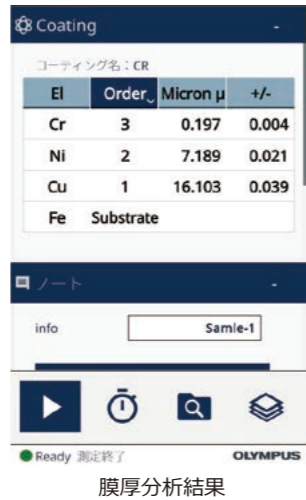 Coating -
コーティング名：CR
El Order Micron µ +/-
Cr 3 0.197 0.004
Ni 2 7.189 0.021
Cu 1 16.103 0.039
Fe Substrate
ノート -
info Samle-1
Ready 測定終了 OLYMPUS
膜厚分析結果